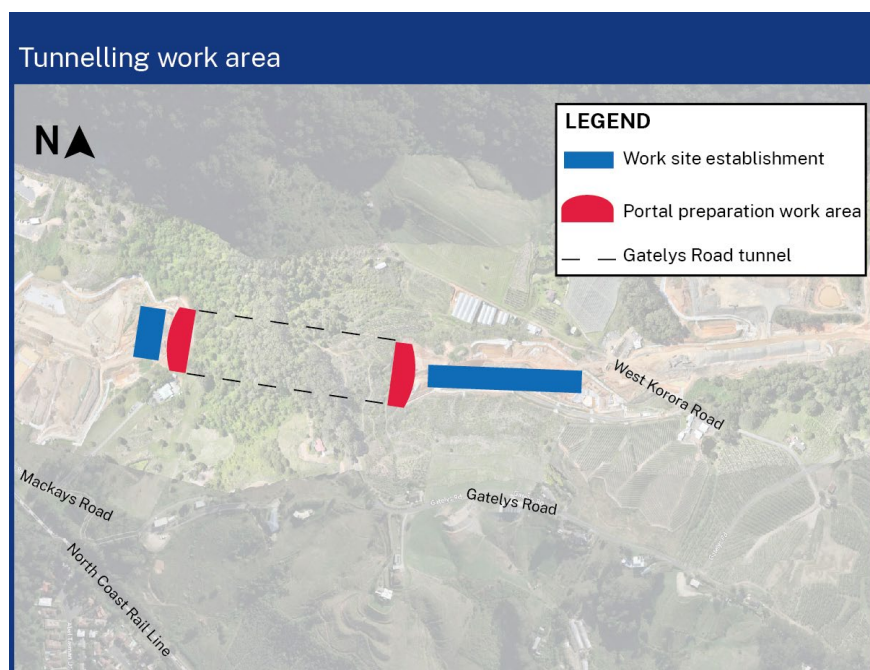 Tunnelling work area
N
LEGEND
Work site establishment
Portal preparation work area
Gatelys Road tunnel
West Korora Road
Gatelys Road
Mackays Road
North Coast Rail Line